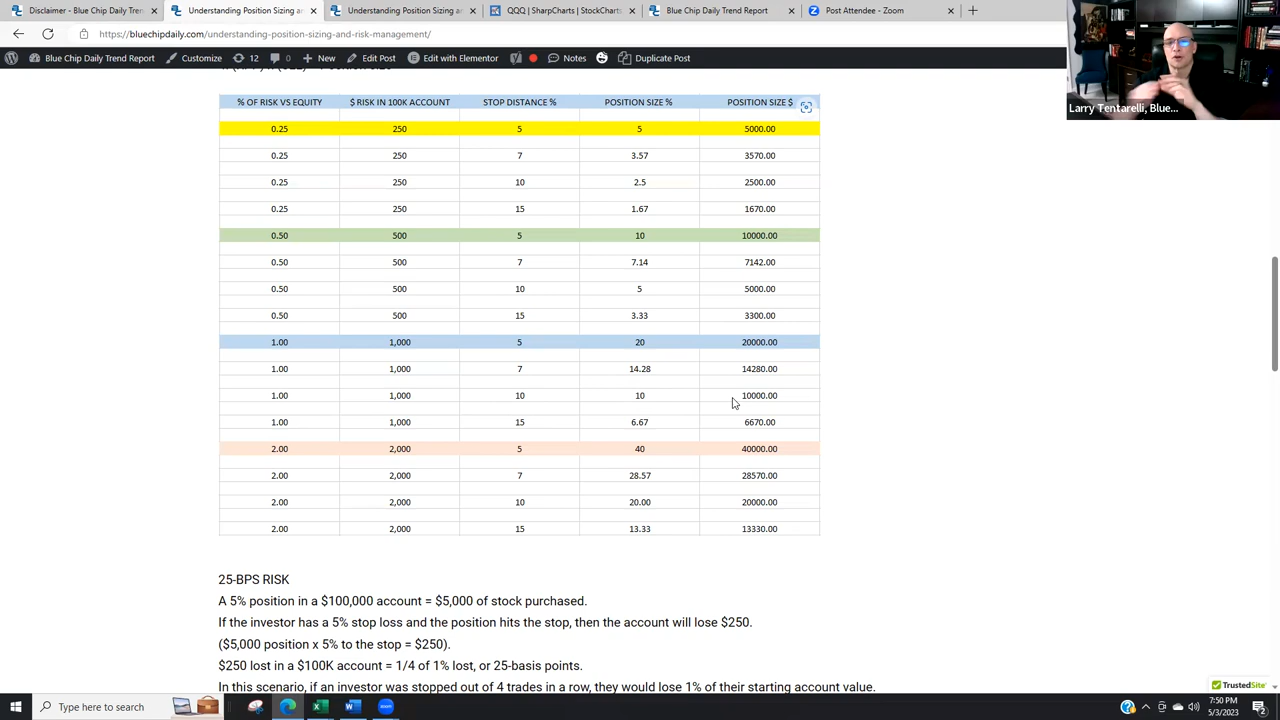 Disclaimer - Blue Chip Daily Tren
Understanding Position Sizing an
Understanding Position Sizing an
QQQ | SharpCharts | StockCharts
Blue Chip Daily Trend Report
Post Attendee - Zoom
https://bluechipdaily.com/understanding-position-sizing-and-risk-management/
Blue Chip Daily Trend Report Customize 12 0 New Edit Post Edit with Elementor Notes Duplicate Post
Larry Tentarelli, Blue...
% OF RISK VS EQUITY $ RISK IN 100K ACCOUNT STOP DISTANCE % POSITION SIZE % POSITION SIZE $
0.25 250 5 5 5000.00
0.25 250 7 3.57 3570.00
0.25 250 10 2.5 2500.00
0.25 250 15 1.67 1670.00
0.50 500 5 10 10000.00
0.50 500 7 7.14 7142.00
0.50 500 10 5 5000.00
0.50 500 15 3.33 3300.00
1.00 1,000 5 20 20000.00
1.00 1,000 7 14.28 14280.00
1.00 1,000 10 10 10000.00
1.00 1,000 15 6.67 6670.00
2.00 2,000 5 40 40000.00
2.00 2,000 7 28.57 28570.00
2.00 2,000 10 20.00 20000.00
2.00 2,000 15 13.33 13330.00
25-BPS RISK
A 5% position in a $100,000 account = $5,000 of stock purchased.
If the investor has a 5% stop loss and the position hits the stop, then the account will lose $250.
($5,000 position x 5% to the stop = $250).
$250 lost in a $100K account = 1/4 of 1% lost, or 25-basis points.
In this scenario, if an investor was stopped out of 4 trades in a row, they would lose 1% of their starting account value.
TrustedSite
Type here to search
7:50 PM
5/3/2023